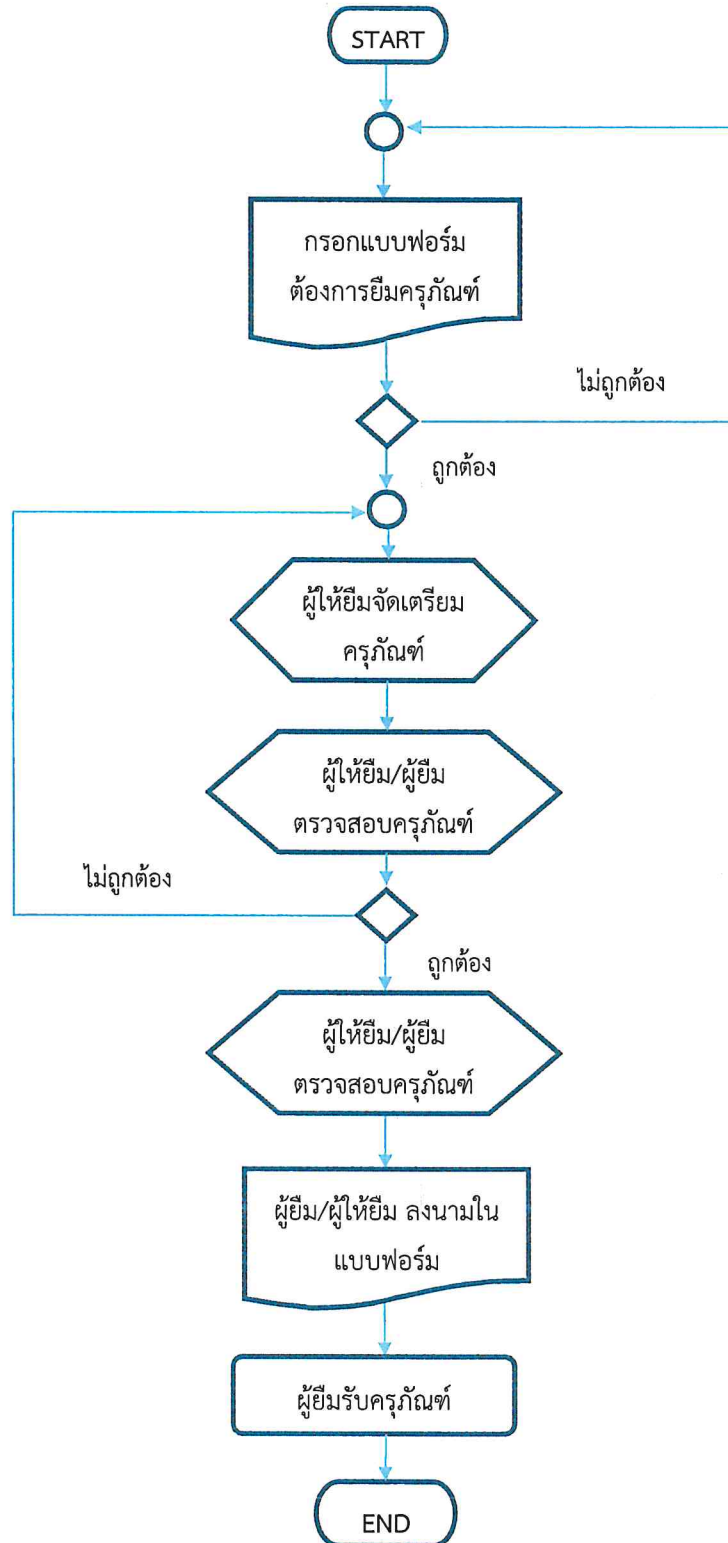 START
กรอกแบบฟอร์ม
ต้องการยืมครุภัณฑ์
ไม่ถูกต้อง
ถูกต้อง
ผู้ให้ยืมจัดเตรียม
ครุภัณฑ์
ผู้ให้ยืม/ผู้ยืม
ตรวจสอบครุภัณฑ์
ไม่ถูกต้อง
ถูกต้อง
ผู้ให้ยืม/ผู้ยืม
ตรวจสอบครุภัณฑ์
ผู้ยืม/ผู้ให้ยืม ลงนามใน
แบบฟอร์ม
ผู้ยืมรับครุภัณฑ์
END